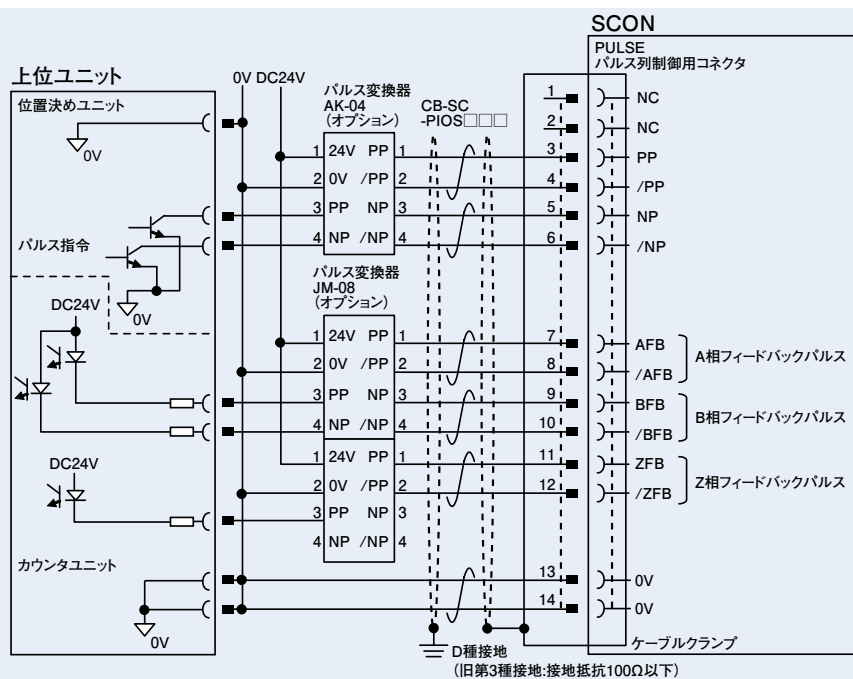 SCON
PULSE
パルス列制御用コネクタ
上位ユニット
0V DC24V
位置決めユニット
0V
パルス指令
0V
DC24V
DC24V
カウンタユニット
0V
パルス変換器
AK-04
(オプション)
1 24V PP 1
2 0V /PP 2
3 PP NP 3
4 NP /NP 4
パルス変換器
JM-08
(オプション)
1 24V PP 1
2 0V /PP 2
3 PP NP 3
4 NP /NP 4
1 24V PP 1
2 0V /PP 2
3 PP NP 3
4 NP /NP 4
CB-SC
-PIOS□□□
1 NC
2 NC
3 PP
4 /PP
5 NP
6 /NP
7 AFB
8 /AFB
A相フィードバックパルス
9 BFB
10 /BFB
B相フィードバックパルス
11 ZFB
12 /ZFB
Z相フィードバックパルス
13 0V
14 0V
ケーブルクランプ
D種接地
(旧第3種接地:接地抵抗100Ω以下)